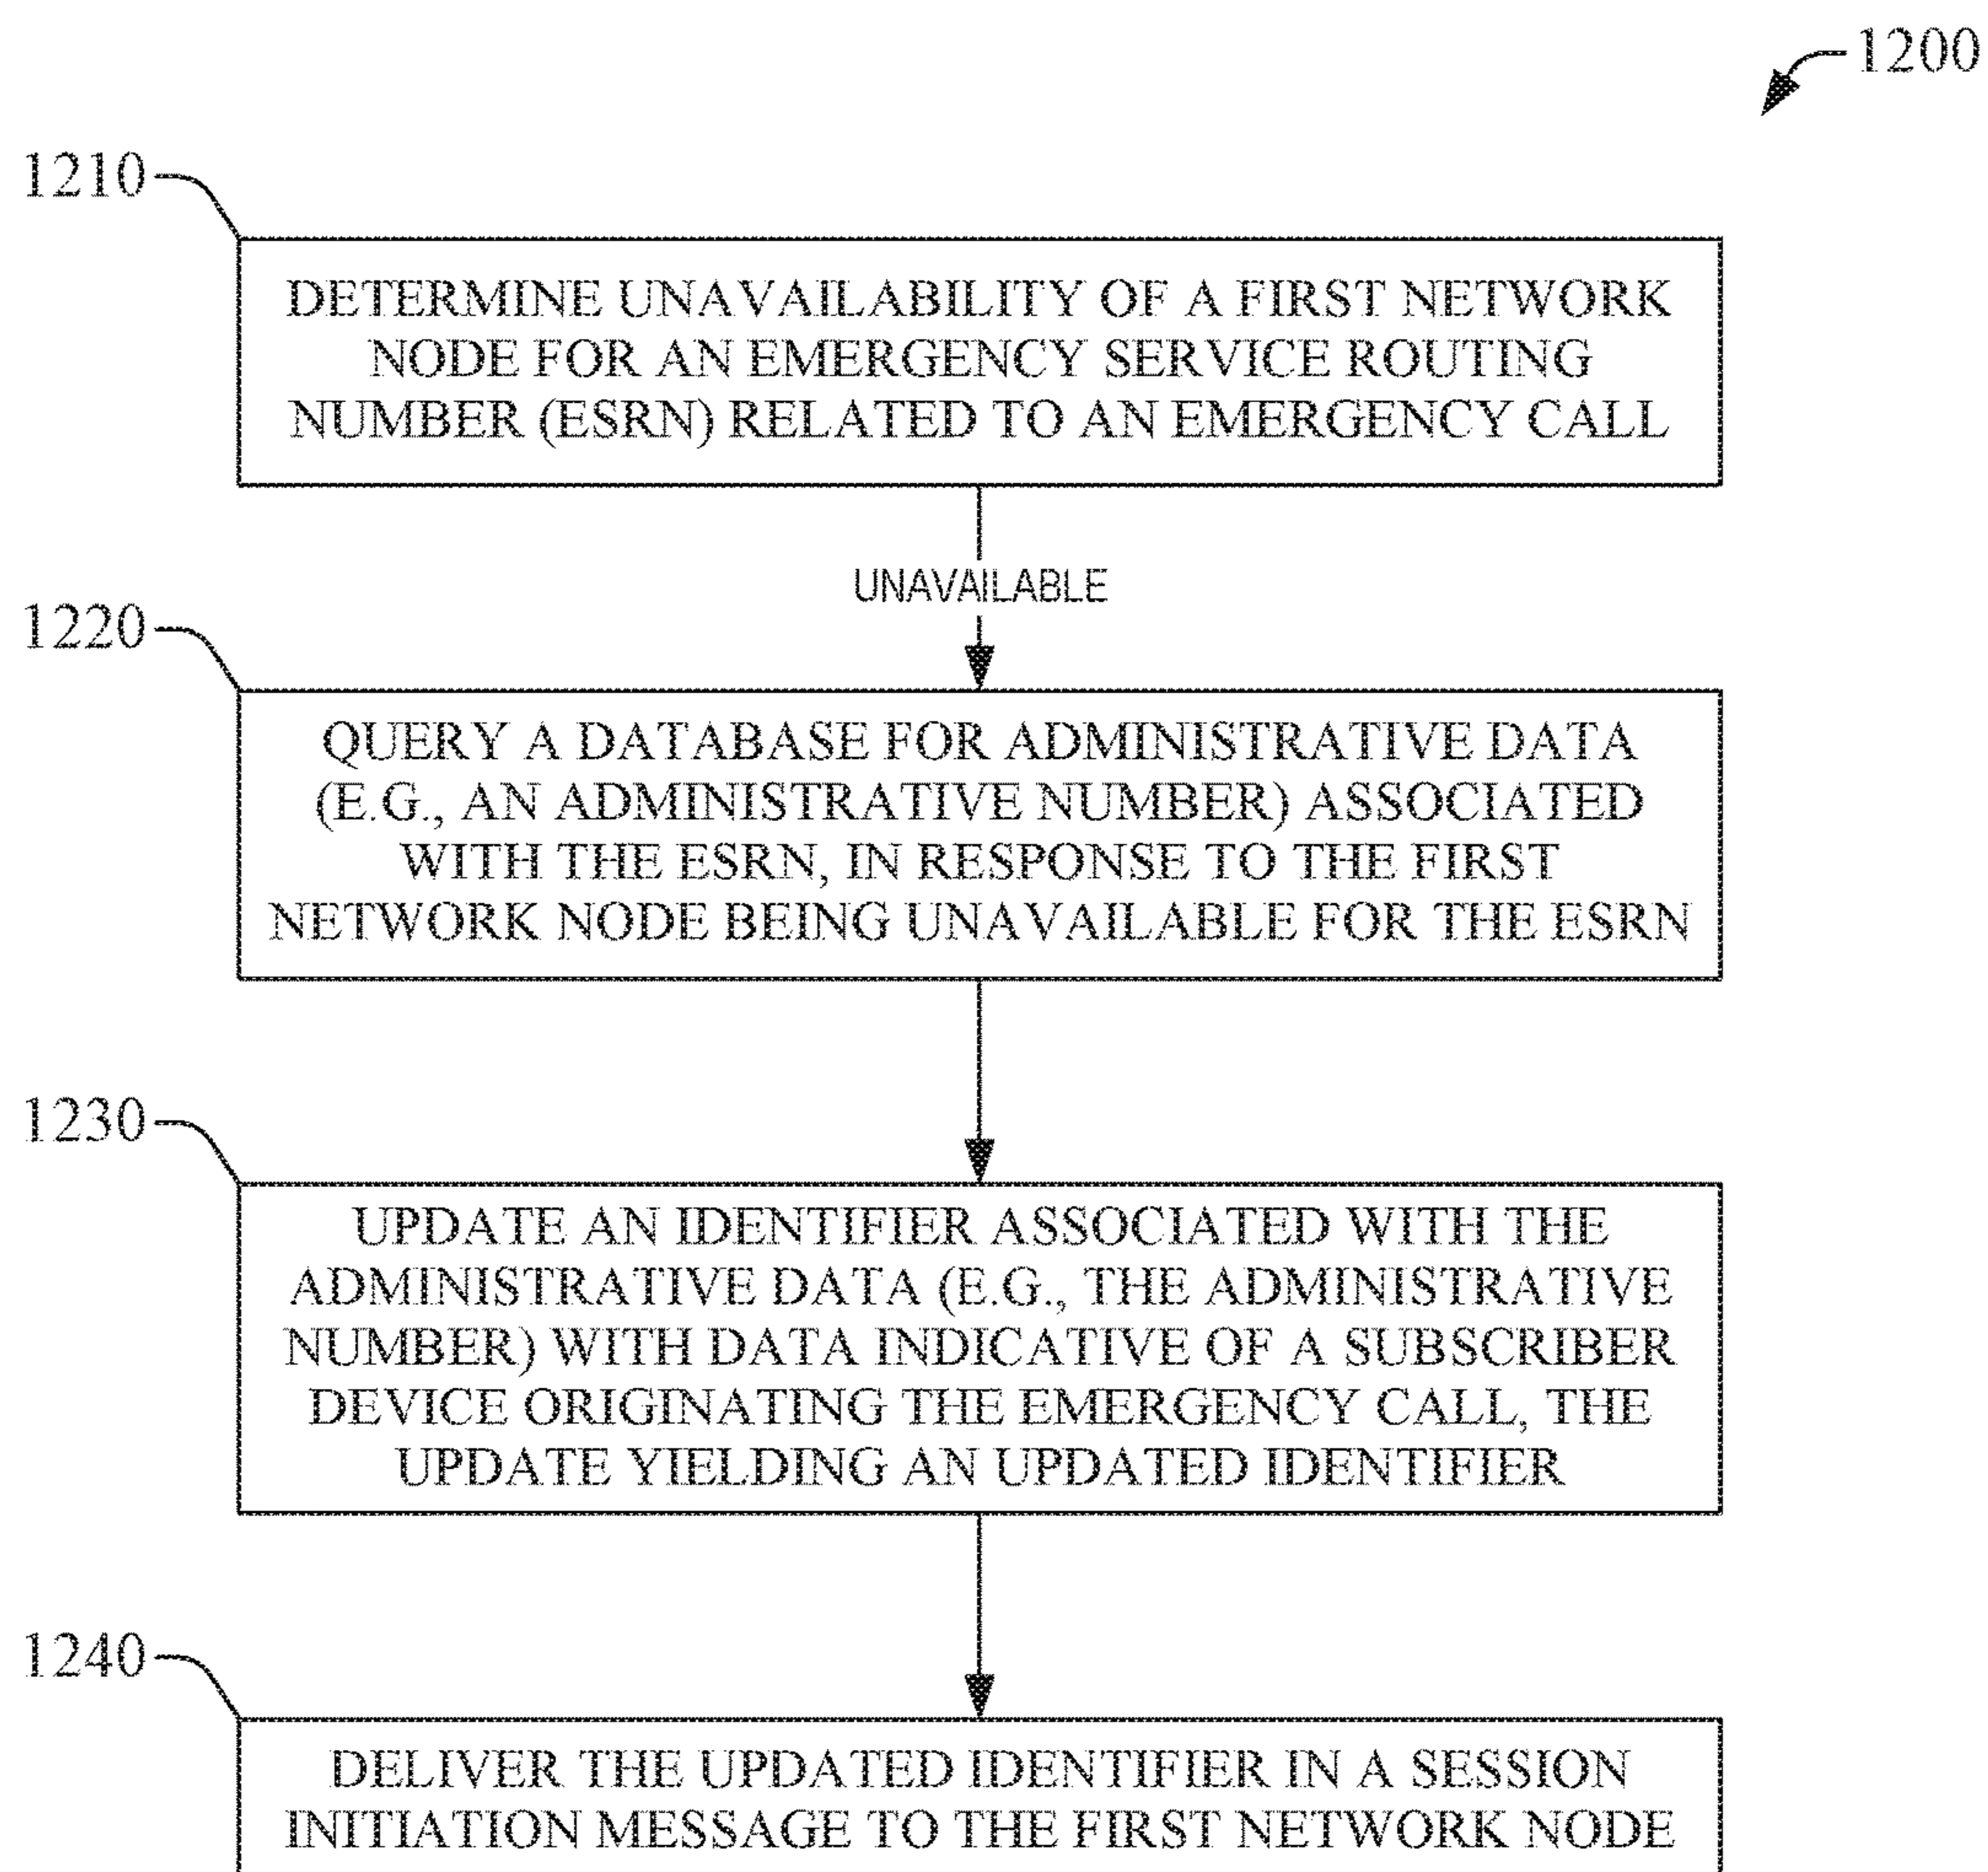 1200
1210
DETERMINE UNAVAILABILITY OF A FIRST NETWORK
NODE FOR AN EMERGENCY SERVICE ROUTING
NUMBER (ESRN) RELATED TO AN EMERGENCY CALL
UNAVAILABLE
1220
QUERY A DATABASE FOR ADMINISTRATIVE DATA
(E.G., AN ADMINISTRATIVE NUMBER) ASSOCIATED
WITH THE ESRN, IN RESPONSE TO THE FIRST
NETWORK NODE BEING UNAVAILABLE FOR THE ESRN
1230
UPDATE AN IDENTIFIER ASSOCIATED WITH THE
ADMINISTRATIVE DATA (E.G., THE ADMINISTRATIVE
NUMBER) WITH DATA INDICATIVE OF A SUBSCRIBER
DEVICE ORIGINATING THE EMERGENCY CALL, THE
UPDATE YIELDING AN UPDATED IDENTIFIER
1240
DELIVER THE UPDATED IDENTIFIER IN A SESSION
INITIATION MESSAGE TO THE FIRST NETWORK NODE